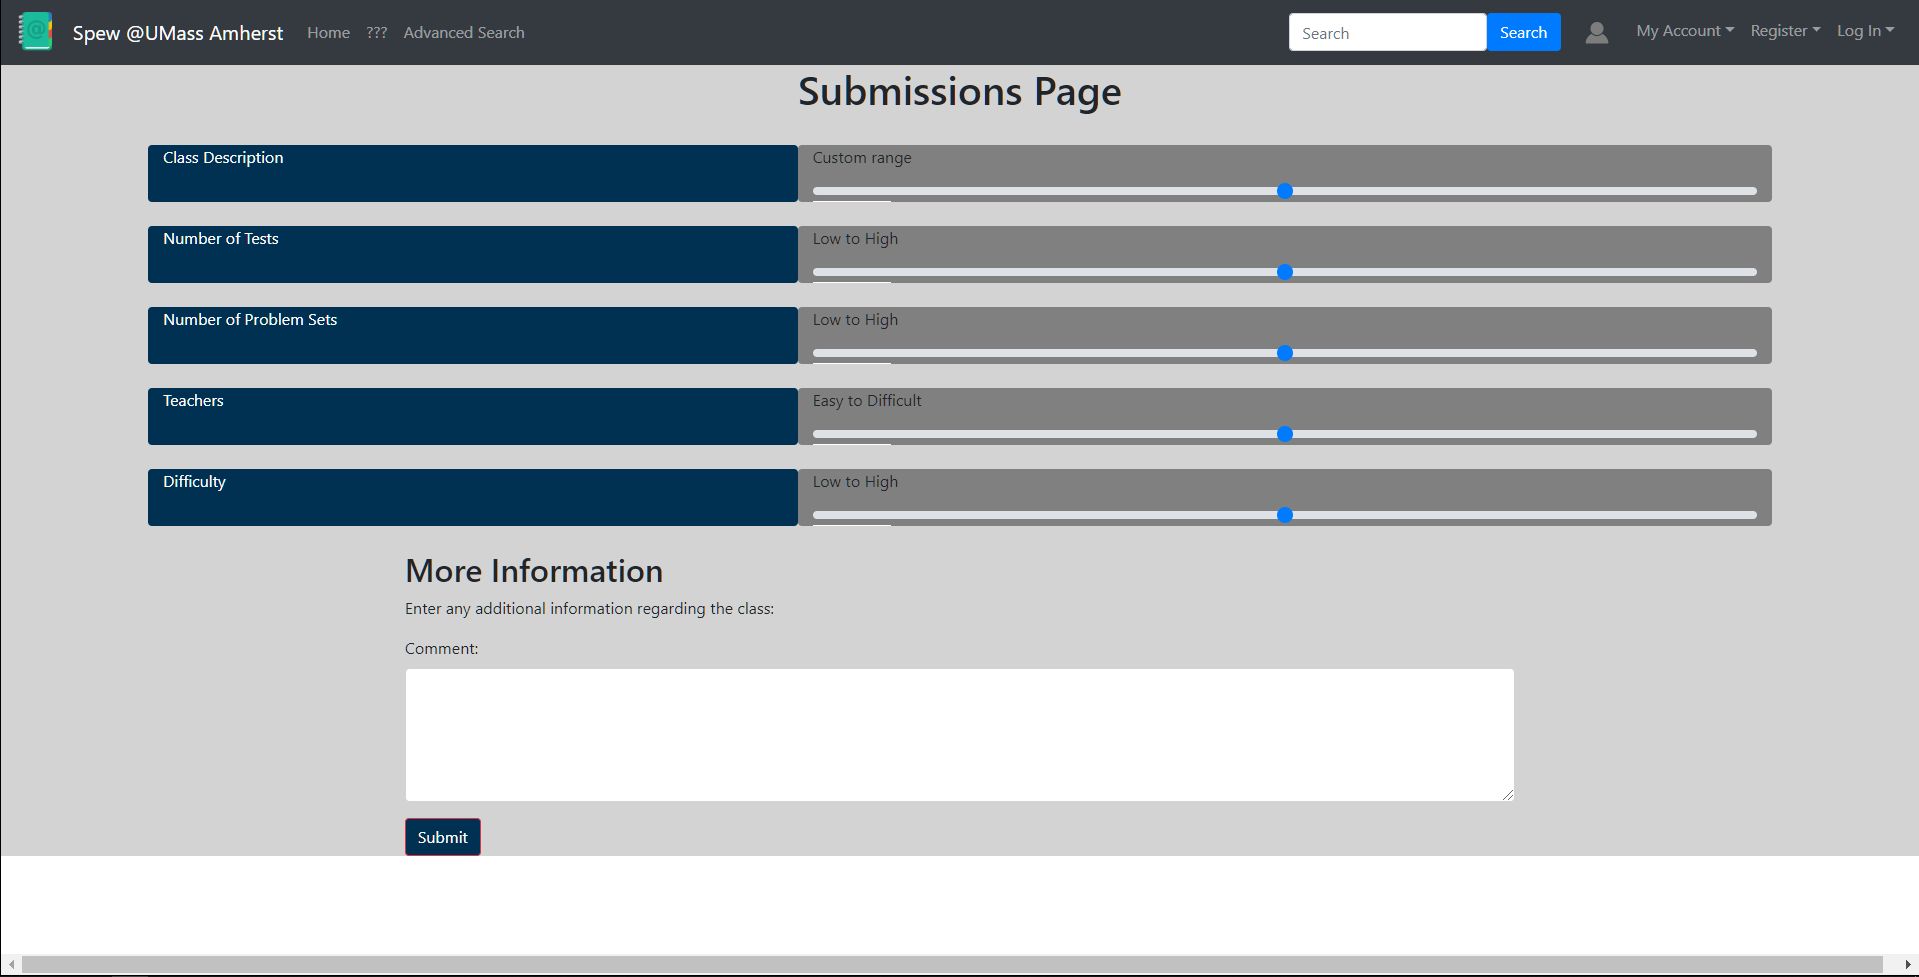 Spew @UMass Amherst Home ??? Advanced Search Search Search My Account Register Log In
Submissions Page
Class Description Custom range
Number of Tests Low to High
Number of Problem Sets Low to High
Teachers Easy to Difficult
Difficulty Low to High
More Information
Enter any additional information regarding the class:
Comment:
Submit